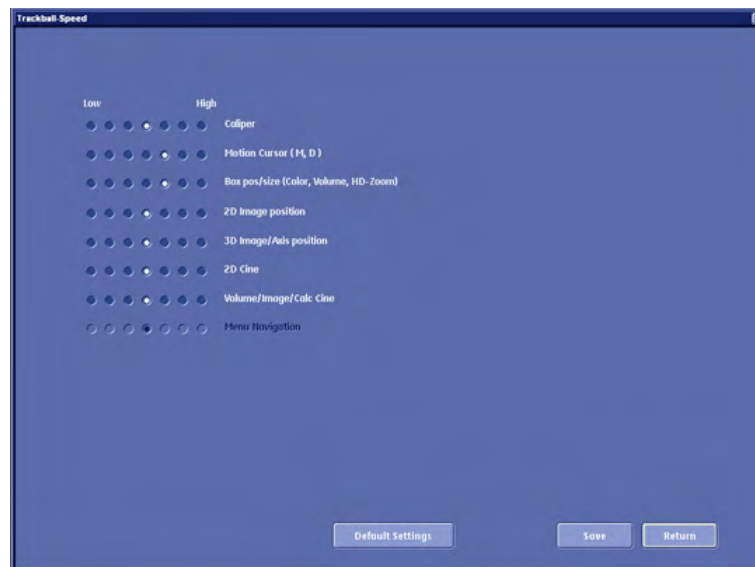 Trackball-Speed
Low High
Caliper
Motion Cursor ( M, D )
Box pos/size (Color, Volume, HD-Zoom)
2D Image position
3D Image/Axis position
2D Cine
Volume/Image/Calc Cine
Menu Navigation
Default Settings Save Return